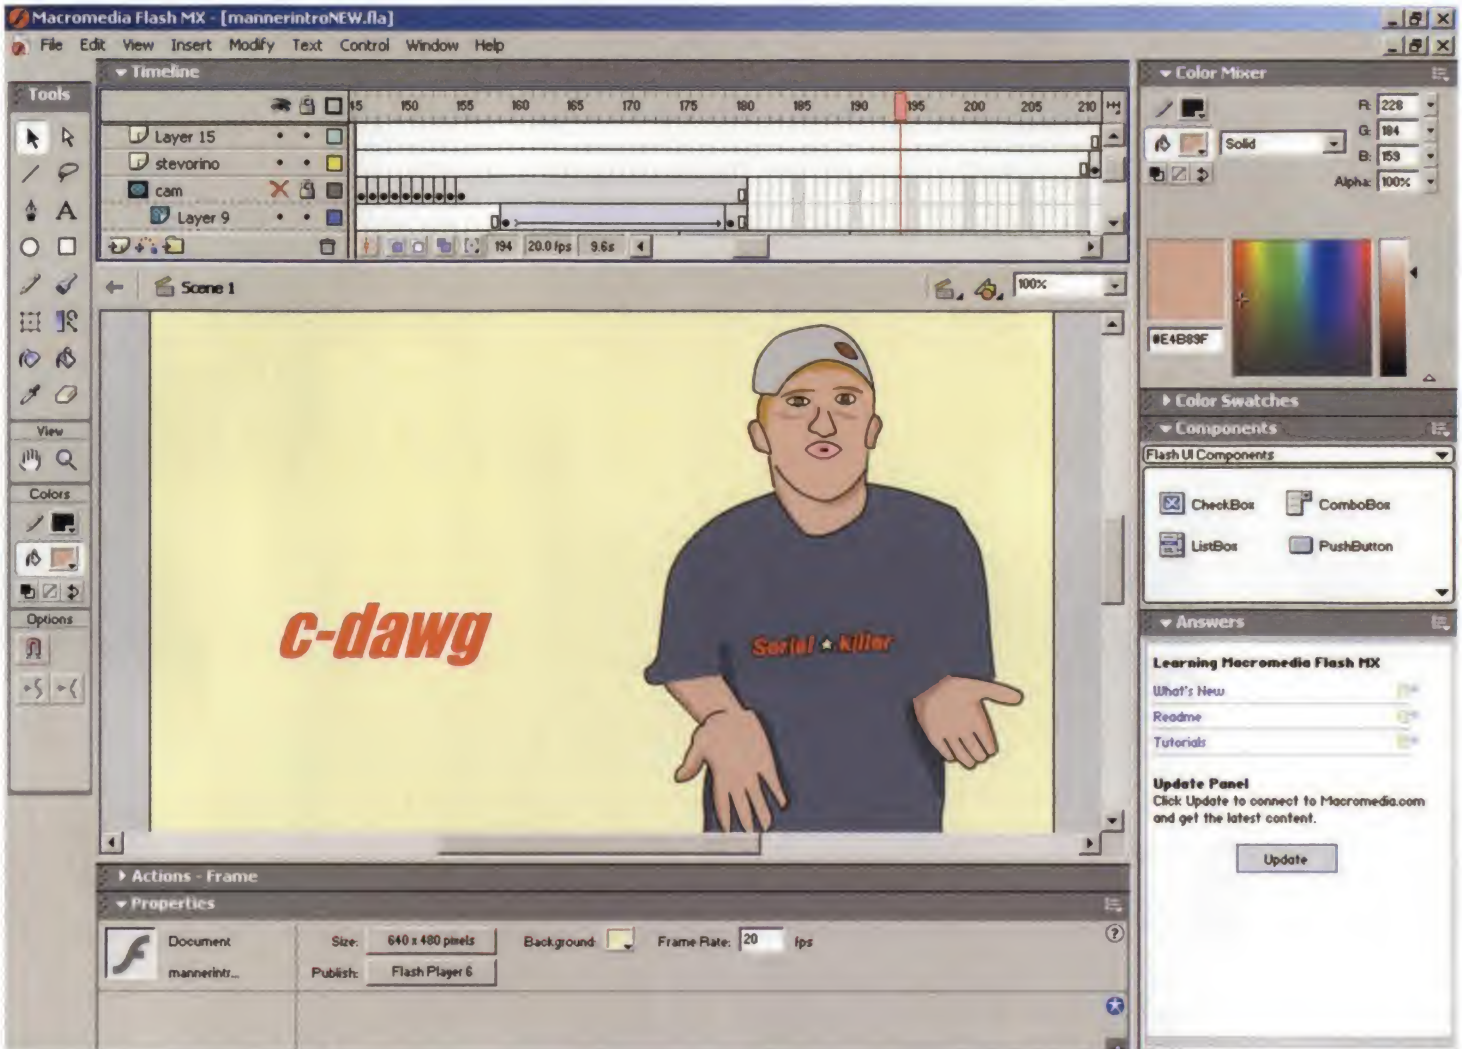 Macromedia Flash MX - [mannerintroNEW.fla]
File Edit View Insert Modify Text Control Window Help
Tools
Timeline
45 150 155 160 165 170 175 180 185 190 195 200 205 210
Layer 15
stevorino
cam
Layer 9
194 20.0 fps 9.6s
Scene 1
100%
View
Colors
Options
c-dawg
Serial ★ Killer
Actions - Frame
Properties
Document
mannerintr...
Size: 640 x 480 pixels
Background:
Frame Rate: 20 fps
Publish: Flash Player 6
Color Mixer
Solid
R: 228
G: 184
B: 159
Alpha: 100%
#E4B89F
Color Swatches
Components
Flash UI Components
CheckBox ComboBox
ListBox PushButton
Answers
Learning Macromedia Flash MX
What's New
Readme
Tutorials
Update Panel
Click Update to connect to Macromedia.com
and get the latest content.
Update